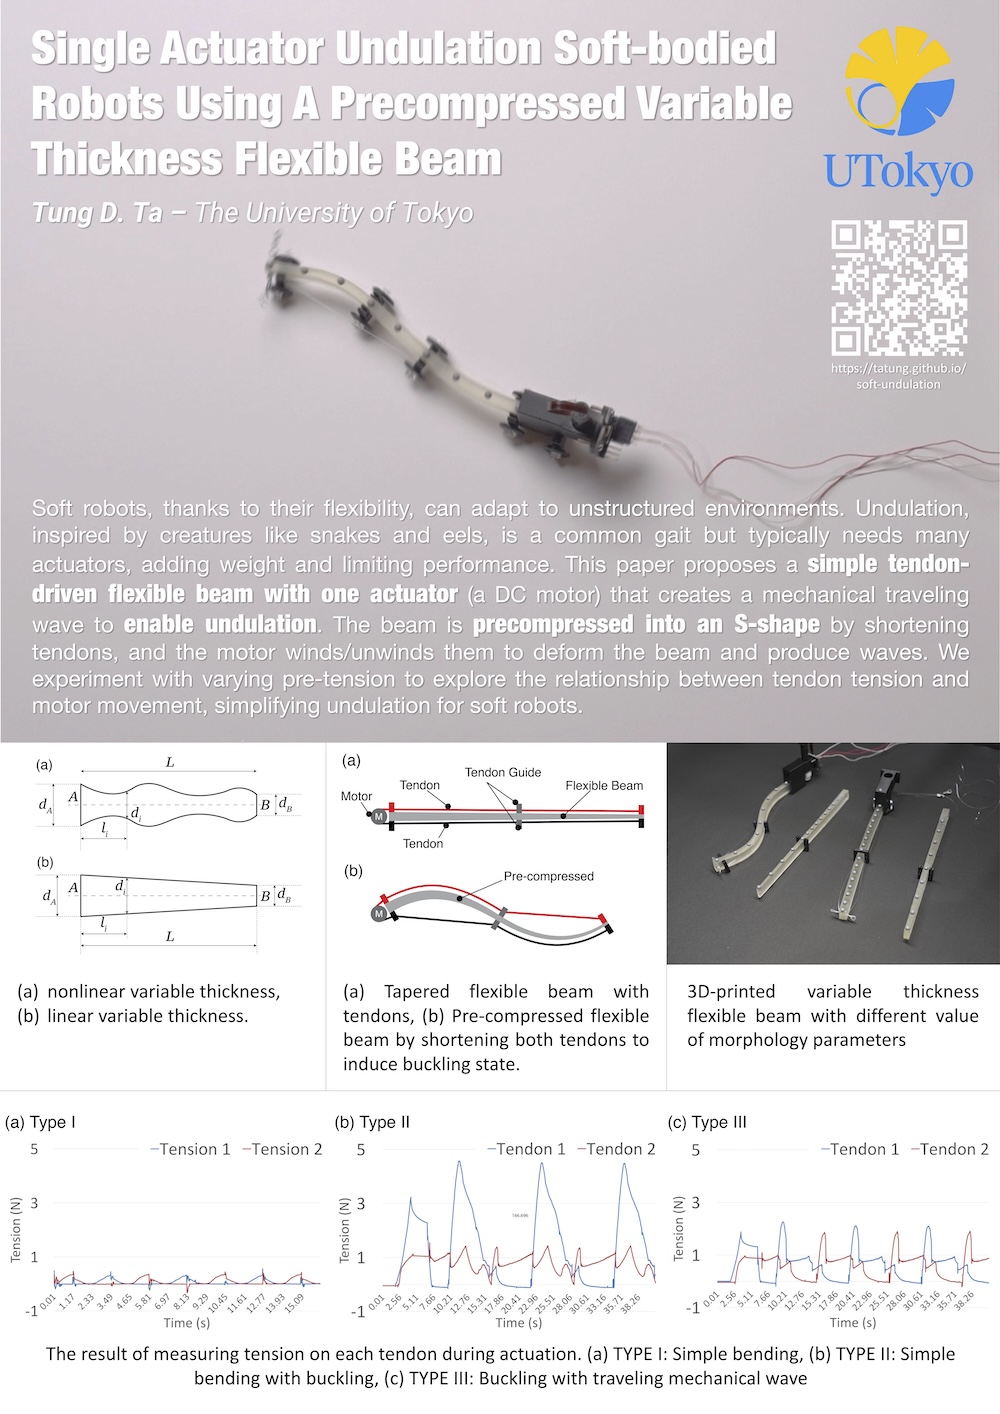 Single Actuator Undulation Soft-bodied
Robots Using A Precompressed Variable
Thickness Flexible Beam
Tung D. Ta – The University of Tokyo
UTokyo
https://tatung.github.io/
soft-undulation
Soft robots, thanks to their flexibility, can adapt to unstructured environments. Undulation,
inspired by creatures like snakes and eels, is a common gait but typically needs many
actuators, adding weight and limiting performance. This paper proposes a simple tendon-
driven flexible beam with one actuator (a DC motor) that creates a mechanical traveling
wave to enable undulation. The beam is precompressed into an S-shape by shortening
tendons, and the motor winds/unwinds them to deform the beam and produce waves. We
experiment with varying pre-tension to explore the relationship between tendon tension and
motor movement, simplifying undulation for soft robots.
(a)
L
d_A
A
d_i
B
d_B
l_i
(b)
A
d_i
d_A
B
d_B
l_i
L
(a) nonlinear variable thickness,
(b) linear variable thickness.
(a)
Tendon Guide
Tendon
Flexible Beam
Motor
M
Tendon
(b)
Pre-compressed
M
(a) Tapered flexible beam with
tendons, (b) Pre-compressed flexible
beam by shortening both tendons to
induce buckling state.
3D-printed variable thickness
flexible beam with different value
of morphology parameters
(a) Type I
5
Tension 1
Tension 2
3
Tension (N)
1
-1
0.01 1.17 2.33 3.49 4.65 5.81 6.97 8.13 9.29 10.45 11.61 12.77 13.93 15.09
Time (s)
(b) Type II
5
Tendon 1
Tendon 2
3
Tension (N)
1
-1
0.01 2.56 5.11 7.66 10.21 12.76 15.31 17.86 20.41 22.96 25.51 28.06 30.61 33.16 35.71 38.26
Time (s)
(c) Type III
5
Tendon 1
Tendon 2
3
Tension (N)
1
-1
0.01 2.56 5.11 7.66 10.21 12.76 15.31 17.86 20.41 22.96 25.51 28.06 30.61 33.16 35.71 38.26
Time (s)
The result of measuring tension on each tendon during actuation. (a) TYPE I: Simple bending, (b) TYPE II: Simple
bending with buckling, (c) TYPE III: Buckling with traveling mechanical wave